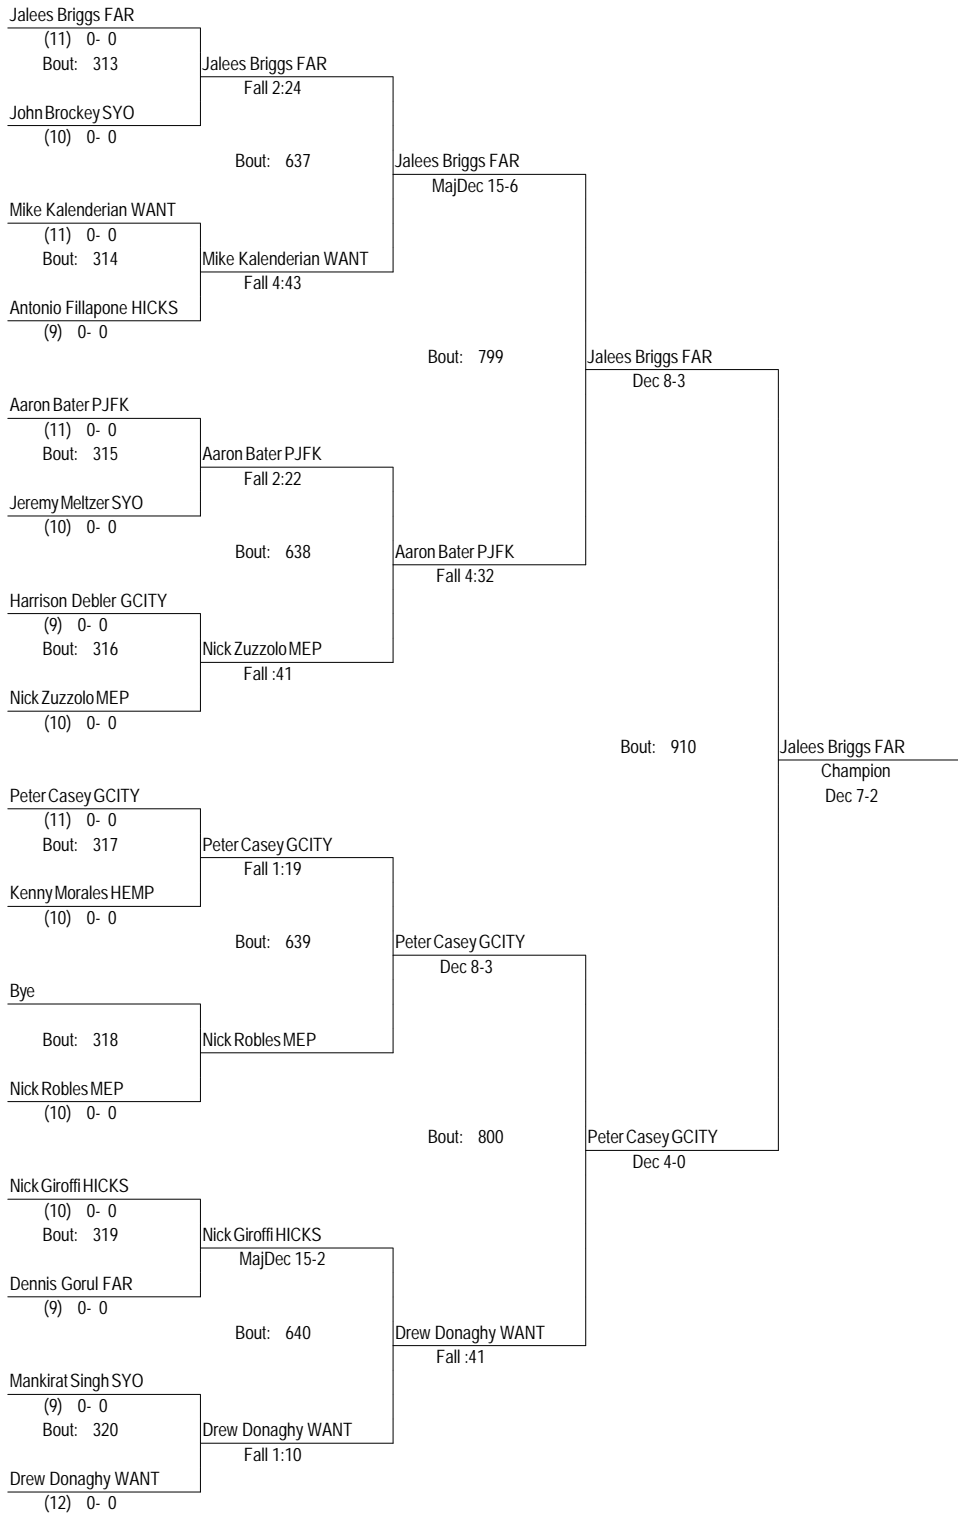 Jalees Briggs FAR
(11) 0- 0
Bout: 313
Jalees Briggs FAR
Fall 2:24
John Brockey SYO
(10) 0- 0
Bout: 637
Jalees Briggs FAR
MajDec 15-6
Mike Kalenderian WANT
(11) 0- 0
Bout: 314
Mike Kalenderian WANT
Fall 4:43
Antonio Fillapone HICKS
(9) 0- 0
Bout: 799
Jalees Briggs FAR
Dec 8-3
Aaron Bater PJFK
(11) 0- 0
Bout: 315
Aaron Bater PJFK
Fall 2:22
Jeremy Meltzer SYO
(10) 0- 0
Bout: 638
Aaron Bater PJFK
Fall 4:32
Harrison Debler GCITY
(9) 0- 0
Bout: 316
Nick Zuzzolo MEP
Fall :41
Nick Zuzzolo MEP
(10) 0- 0
Bout: 910
Jalees Briggs FAR
Champion
Dec 7-2
Peter Casey GCITY
(11) 0- 0
Bout: 317
Peter Casey GCITY
Fall 1:19
Kenny Morales HEMP
(10) 0- 0
Bout: 639
Peter Casey GCITY
Dec 8-3
Bye
Bout: 318
Nick Robles MEP
Nick Robles MEP
(10) 0- 0
Bout: 800
Peter Casey GCITY
Dec 4-0
Nick Giroffi HICKS
(10) 0- 0
Bout: 319
Nick Giroffi HICKS
MajDec 15-2
Dennis Gorul FAR
(9) 0- 0
Bout: 640
Drew Donaghy WANT
Fall :41
Mankirat Singh SYO
(9) 0- 0
Bout: 320
Drew Donaghy WANT
Fall 1:10
Drew Donaghy WANT
(12) 0- 0